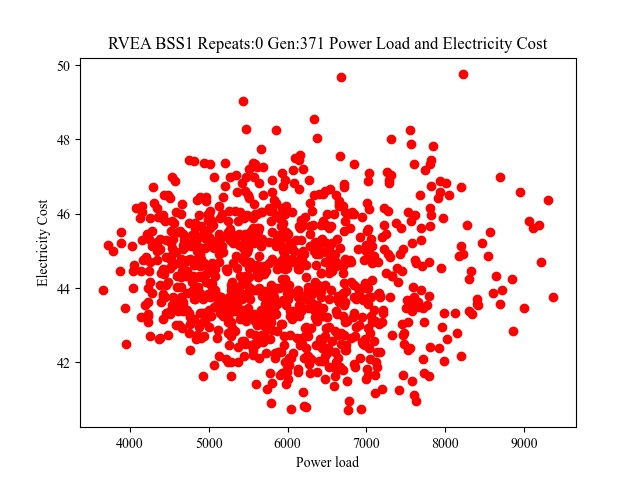 RVEA BSS1 Repeats:0 Gen:371 Power Load and Electricity Cost
50
48
46
44
42
Electricity Cost
4000 5000 6000 7000 8000 9000
Power load